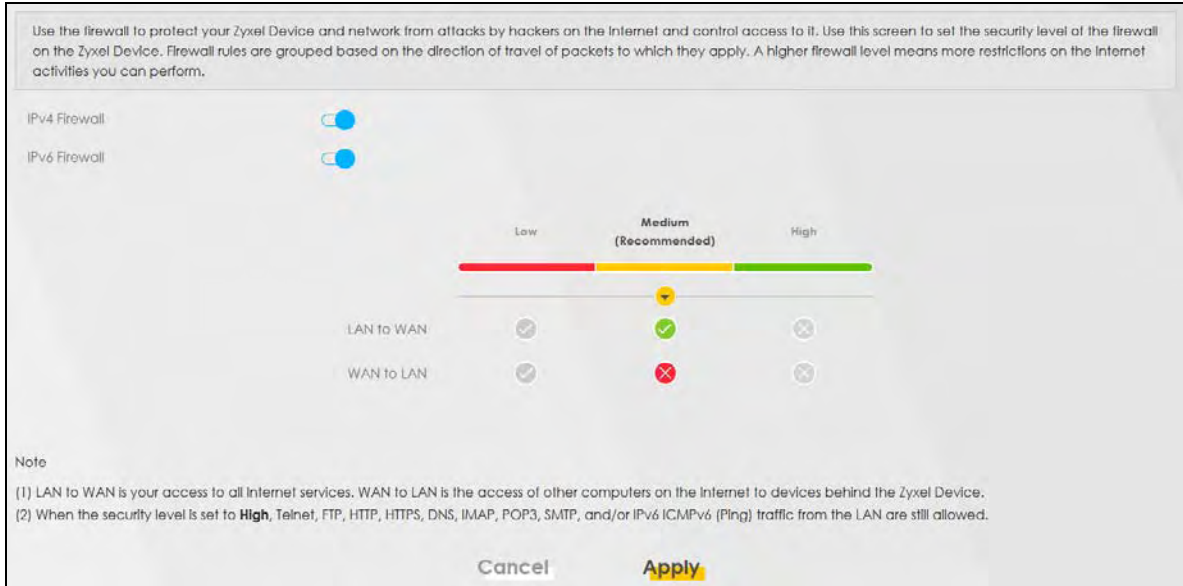 Use the firewall to protect your Zyxel Device and network from attacks by hackers on the Internet and control access to it. Use this screen to set the security level of the firewall
on the Zyxel Device. Firewall rules are grouped based on the direction of travel of packets to which they apply. A higher firewall level means more restrictions on the Internet
activities you can perform.
IPv4 Firewall
IPv6 Firewall
Low
Medium
(Recommended)
High
LAN to WAN
WAN to LAN
Note
(1) LAN to WAN is your access to all Internet services. WAN to LAN is the access of other computers on the Internet to devices behind the Zyxel Device.
(2) When the security level is set to High, Telnet, FTP, HTTP, HTTPS, DNS, IMAP, POP3, SMTP, and/or IPv6 ICMPv6 (Ping) traffic from the LAN are still allowed.
Cancel
Apply